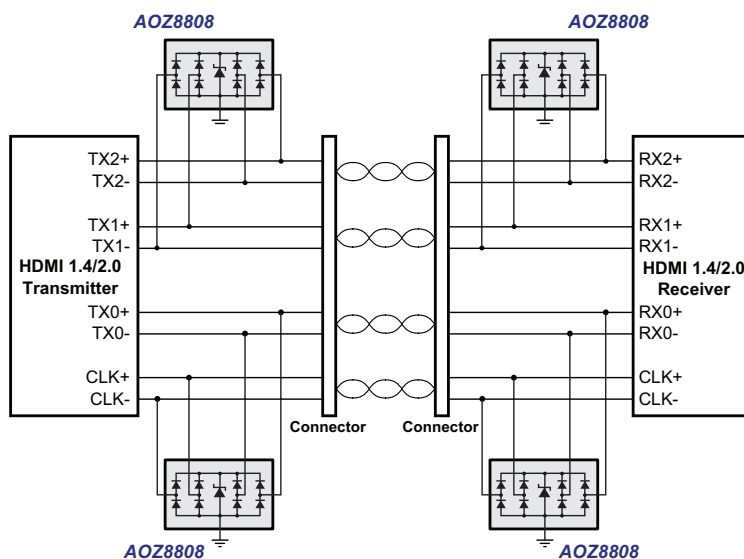 AOZ8808
AOZ8808
TX2+
TX2-
TX1+
TX1-
HDMI 1.4/2.0
Transmitter
TX0+
TX0-
CLK+
CLK-
RX2+
RX2-
RX1+
RX1-
HDMI 1.4/2.0
Receiver
RX0+
RX0-
CLK+
CLK-
Connector
Connector
AOZ8808
AOZ8808